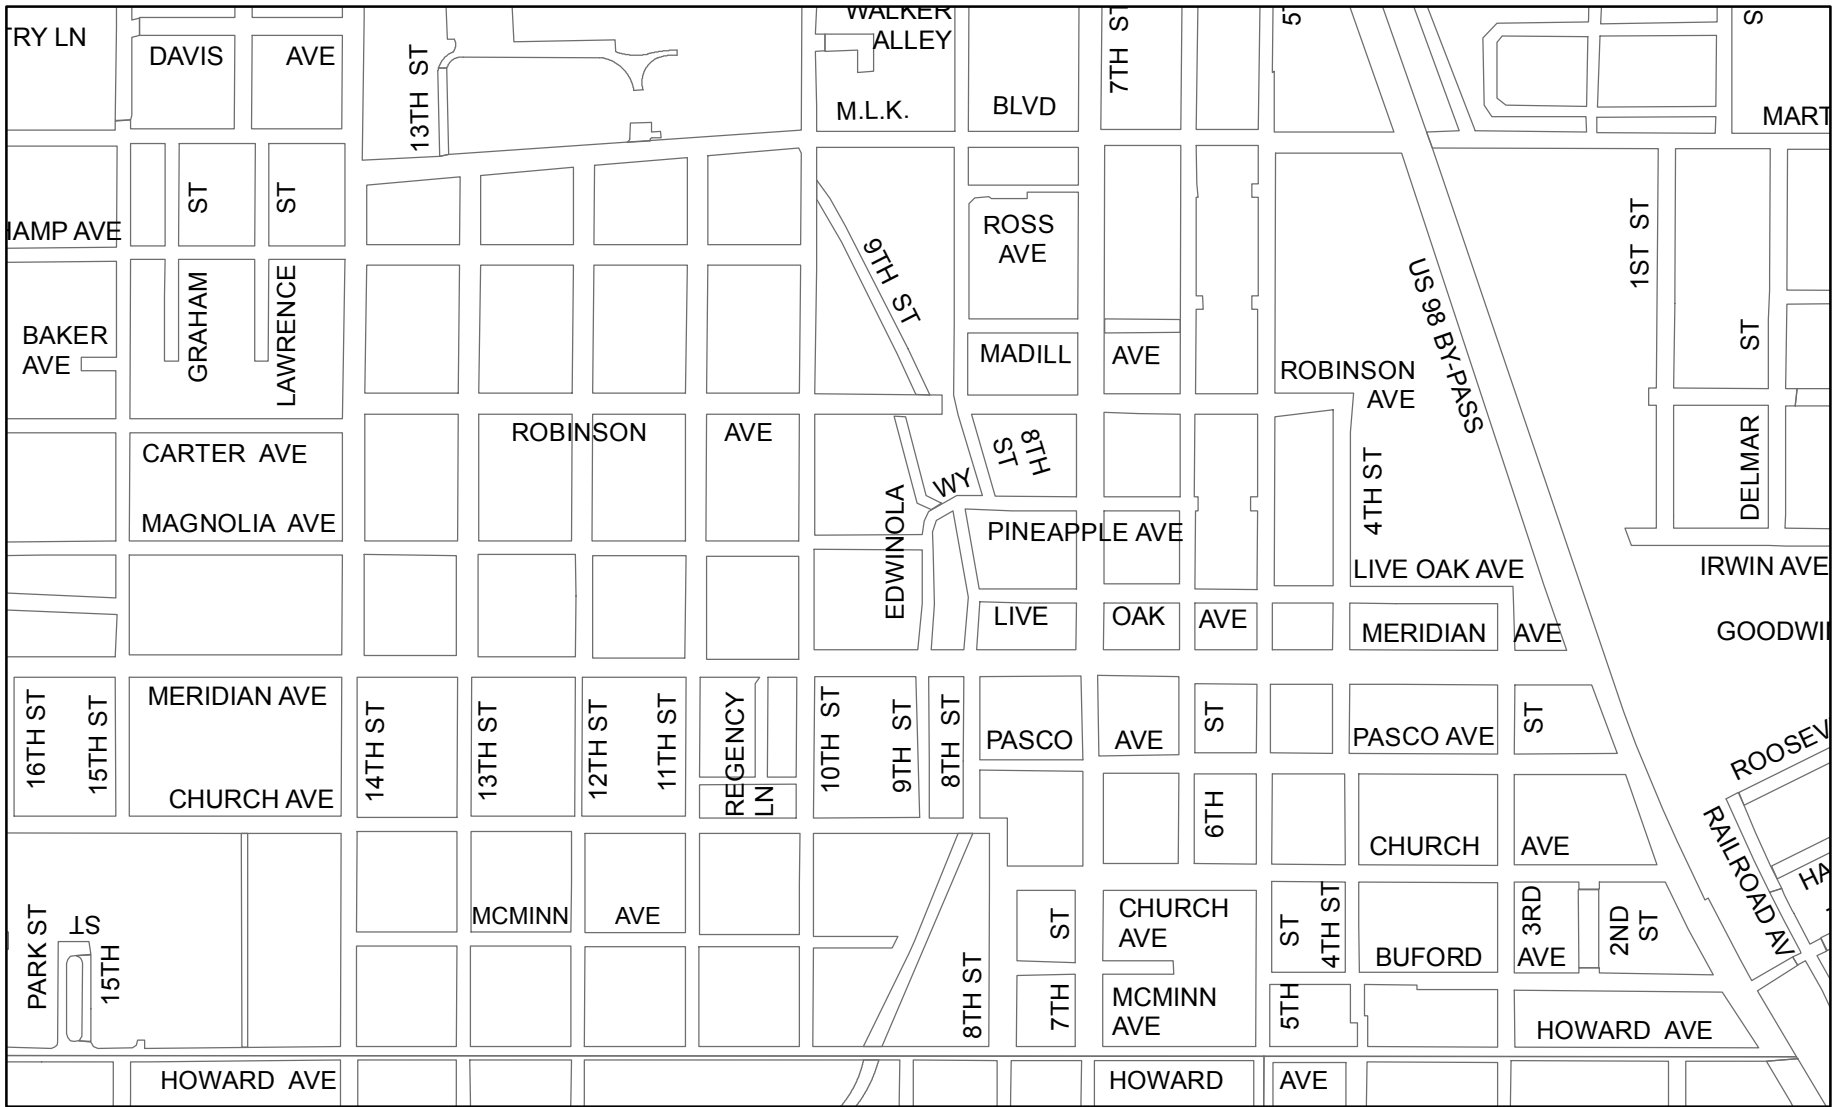 WALKER
ALLEY
TRY LN
DAVIS AVE
13TH ST
7TH ST
M.L.K. BLVD
MART
ST
ST
HAMP AVE
ROSS
AVE
9TH ST
1ST ST
US 98 BY-PASS
GRAHAM
LAWRENCE
BAKER
AVE
MADILL AVE
ST
ROBINSON
AVE
ROBINSON AVE
CARTER AVE
8TH
ST
4TH ST
DELMAR
WY
EDWINOLA
MAGNOLIA AVE
PINEAPPLE AVE
LIVE OAK AVE
IRWIN AVE
LIVE OAK AVE
MERIDIAN AVE
GOODWI
MERIDIAN AVE
16TH ST
15TH ST
14TH ST
13TH ST
12TH ST
11TH ST
REGENCY
LN
10TH ST
9TH ST
8TH ST
PASCO AVE
ST
PASCO AVE
ST
ROOSEV
CHURCH AVE
6TH
CHURCH AVE
RAILROAD AV
HA
PARK ST
15TH
ST
MCMINN AVE
8TH ST
ST
7TH
CHURCH
AVE
ST
5TH
4TH ST
BUFORD AVE
3RD
2ND
ST
MCMINN
AVE
HOWARD AVE
HOWARD AVE
HOWARD AVE